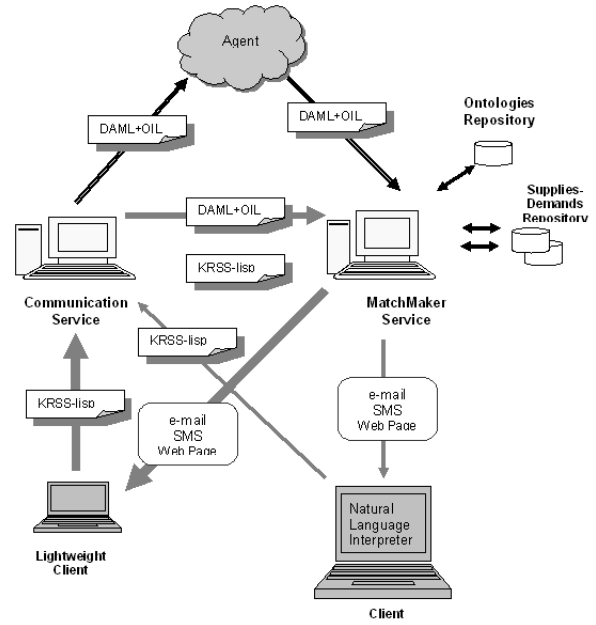 Agent
DAML+OIL
DAML+OIL
Ontologies
Repository
DAML+OIL
Supplies-
Demands
Repository
KRSS-lisp
Communication
Service
MatchMaker
Service
KRSS-lisp
KRSS-lisp
e-mail
SMS
Web Page
e-mail
SMS
Web Page
Natural
Language
Interpreter
Lightweight
Client
Client